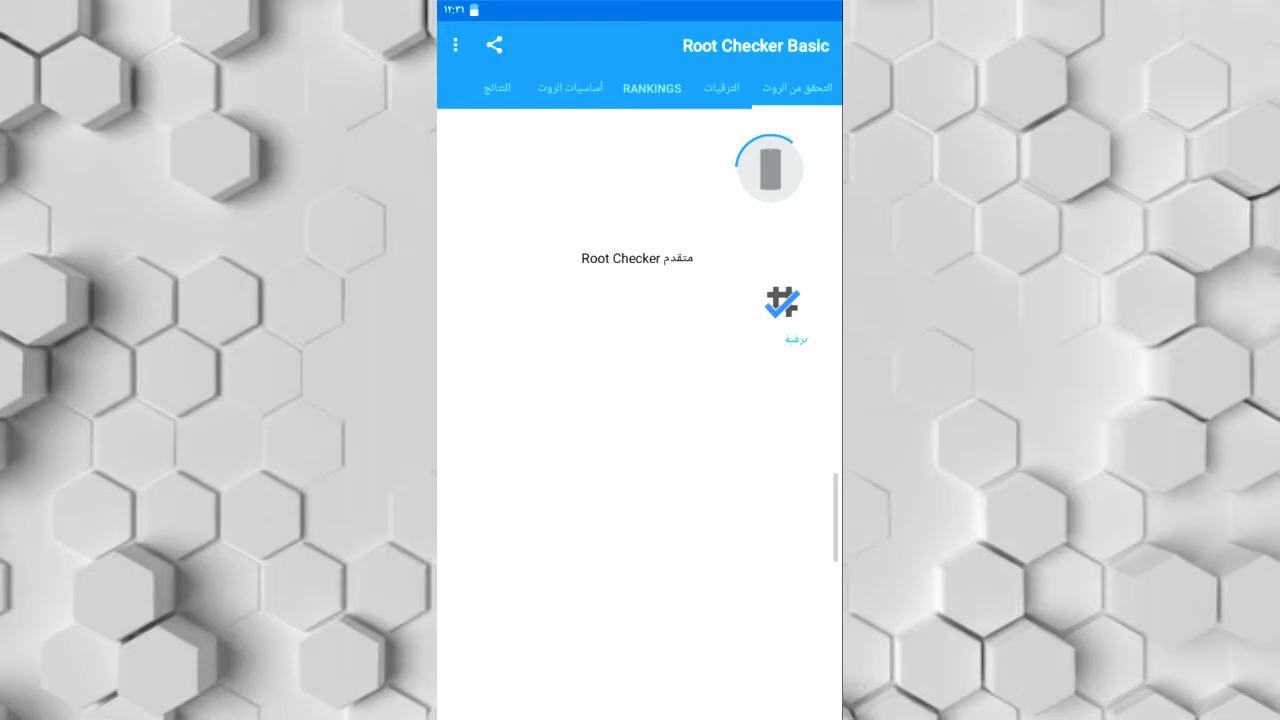 ١٢:٣١
Root Checker Basic
التحقق من الروت
الترقيات
RANKINGS
أساسيات الروت
النتائج
متقدم Root Checker
ترقية